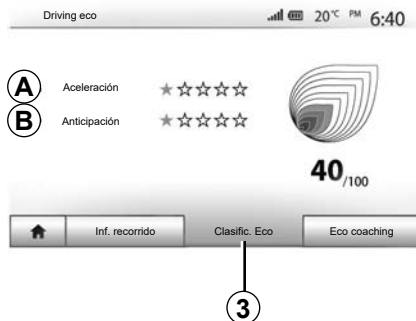 Driving eco 20°C PM 6:40
A Aceleración
B Anticipación
40/100
Inf. recorrido Clasific. Eco Eco coaching
3